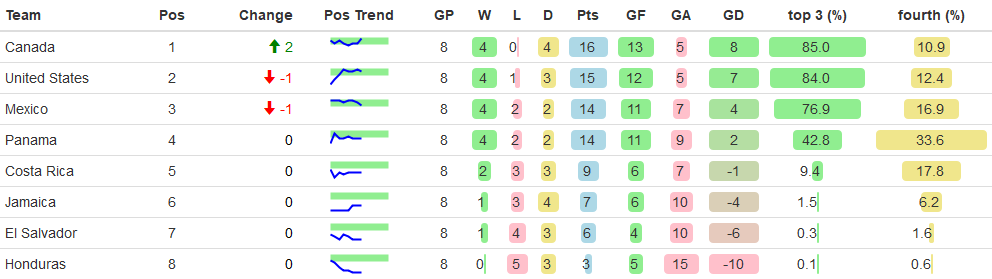 Team Pos Change Pos Trend GP W L D Pts GF GA GD top 3 (%) fourth (%)
Canada 1 2 8 4 0 4 16 13 5 8 85.0 10.9
United States 2 -1 8 4 1 3 15 12 5 7 84.0 12.4
Mexico 3 -1 8 4 2 2 14 11 7 4 76.9 16.9
Panama 4 0 8 4 2 2 14 11 9 2 42.8 33.6
Costa Rica 5 0 8 2 3 3 9 6 7 -1 9.4 17.8
Jamaica 6 0 8 1 3 4 7 6 10 -4 1.5 6.2
El Salvador 7 0 8 1 4 3 6 4 10 -6 0.3 1.6
Honduras 8 0 8 0 5 3 3 5 15 -10 0.1 0.6